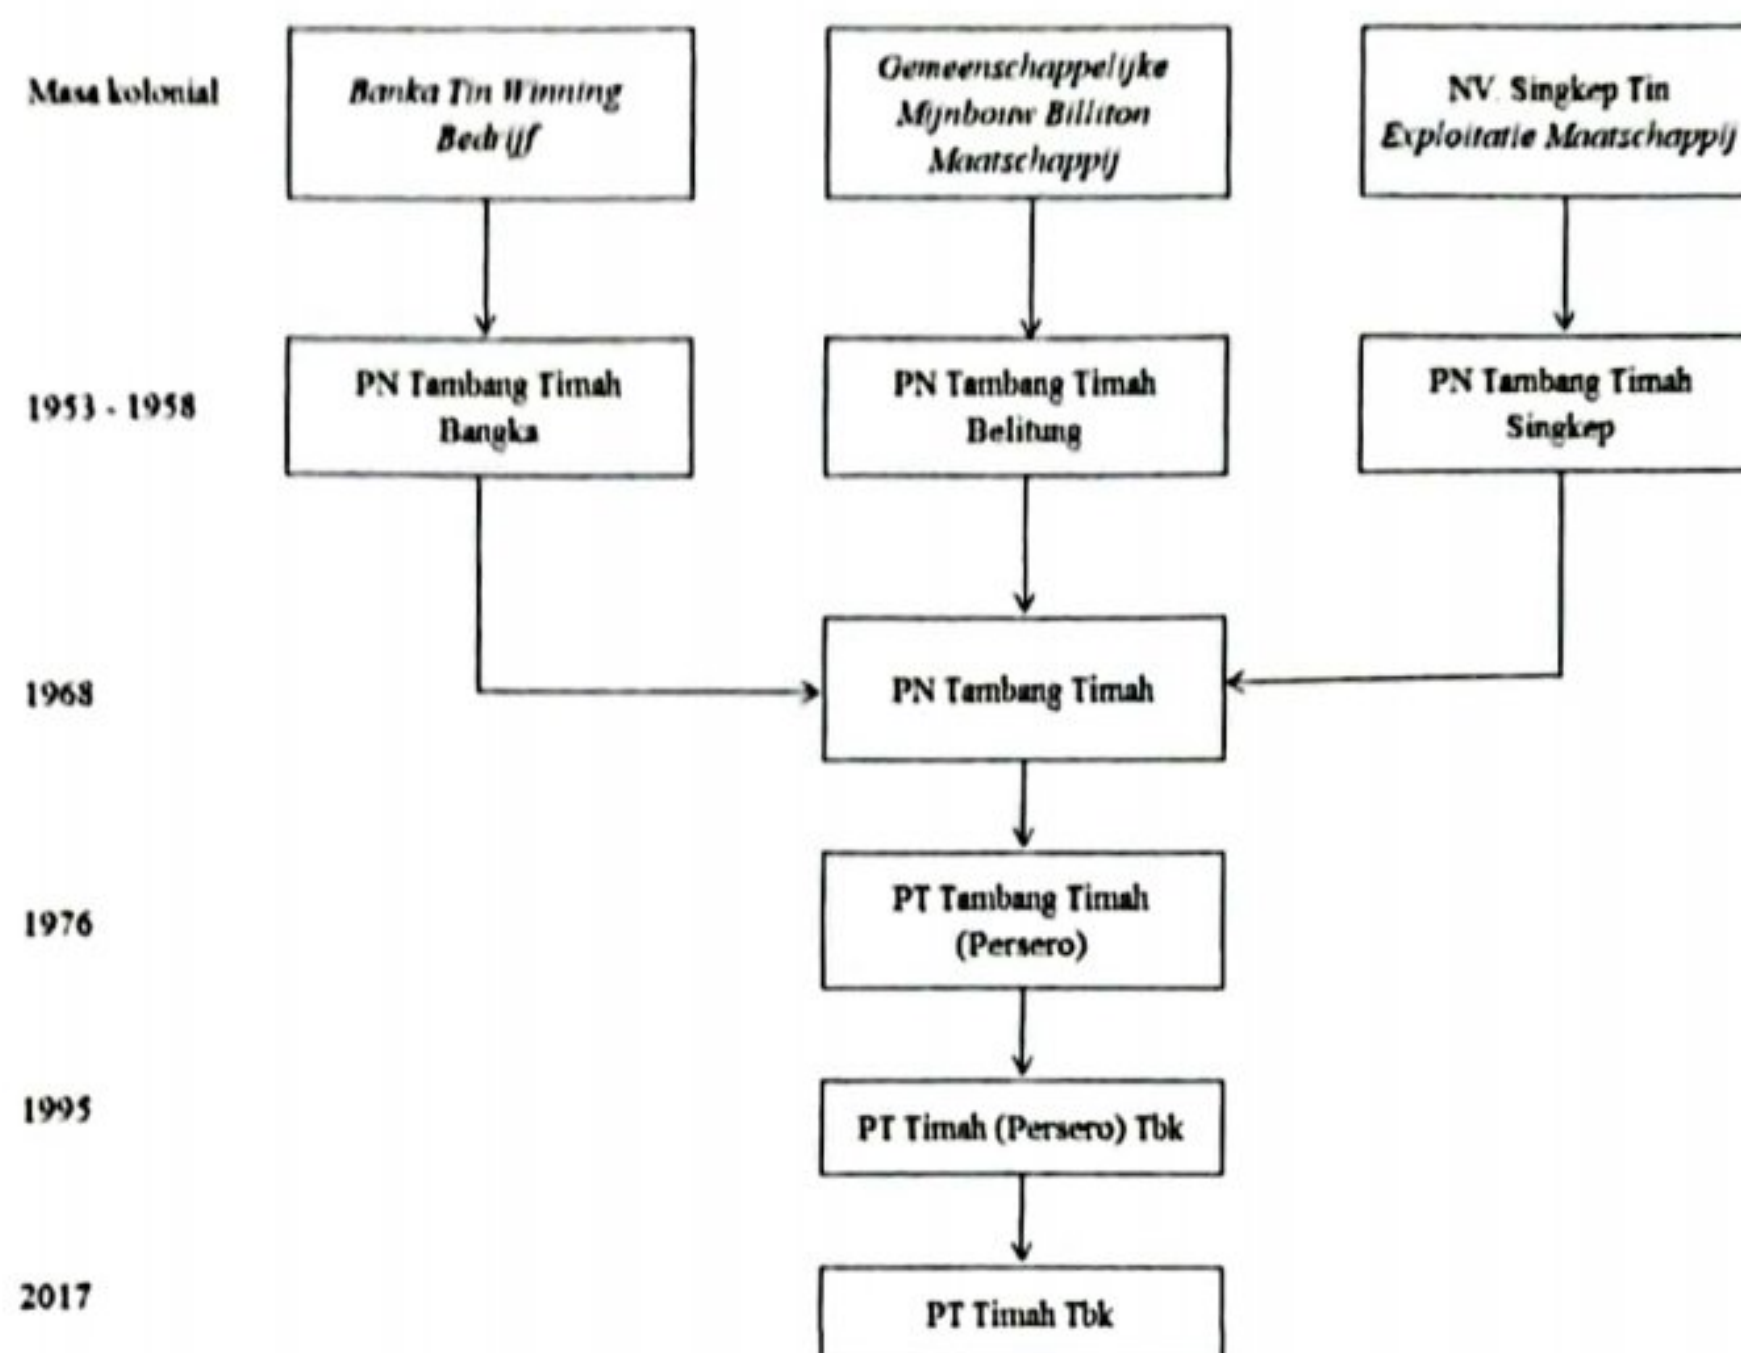 Masa kolonial
Banka Tin Winning
Bedrijf
Gemeenschappelijke
Mijnbouw Billiton
Maatschappij
NV. Singkep Tin
Exploitatie Maatschappij
1953 - 1958
PN Tambang Timah
Bangka
PN Tambang Timah
Belitung
PN Tambang Timah
Singkep
1968
PN Tambang Timah
1976
PT Tambang Timah
(Persero)
1995
PT Timah (Persero) Tbk
2017
PT Timah Tbk